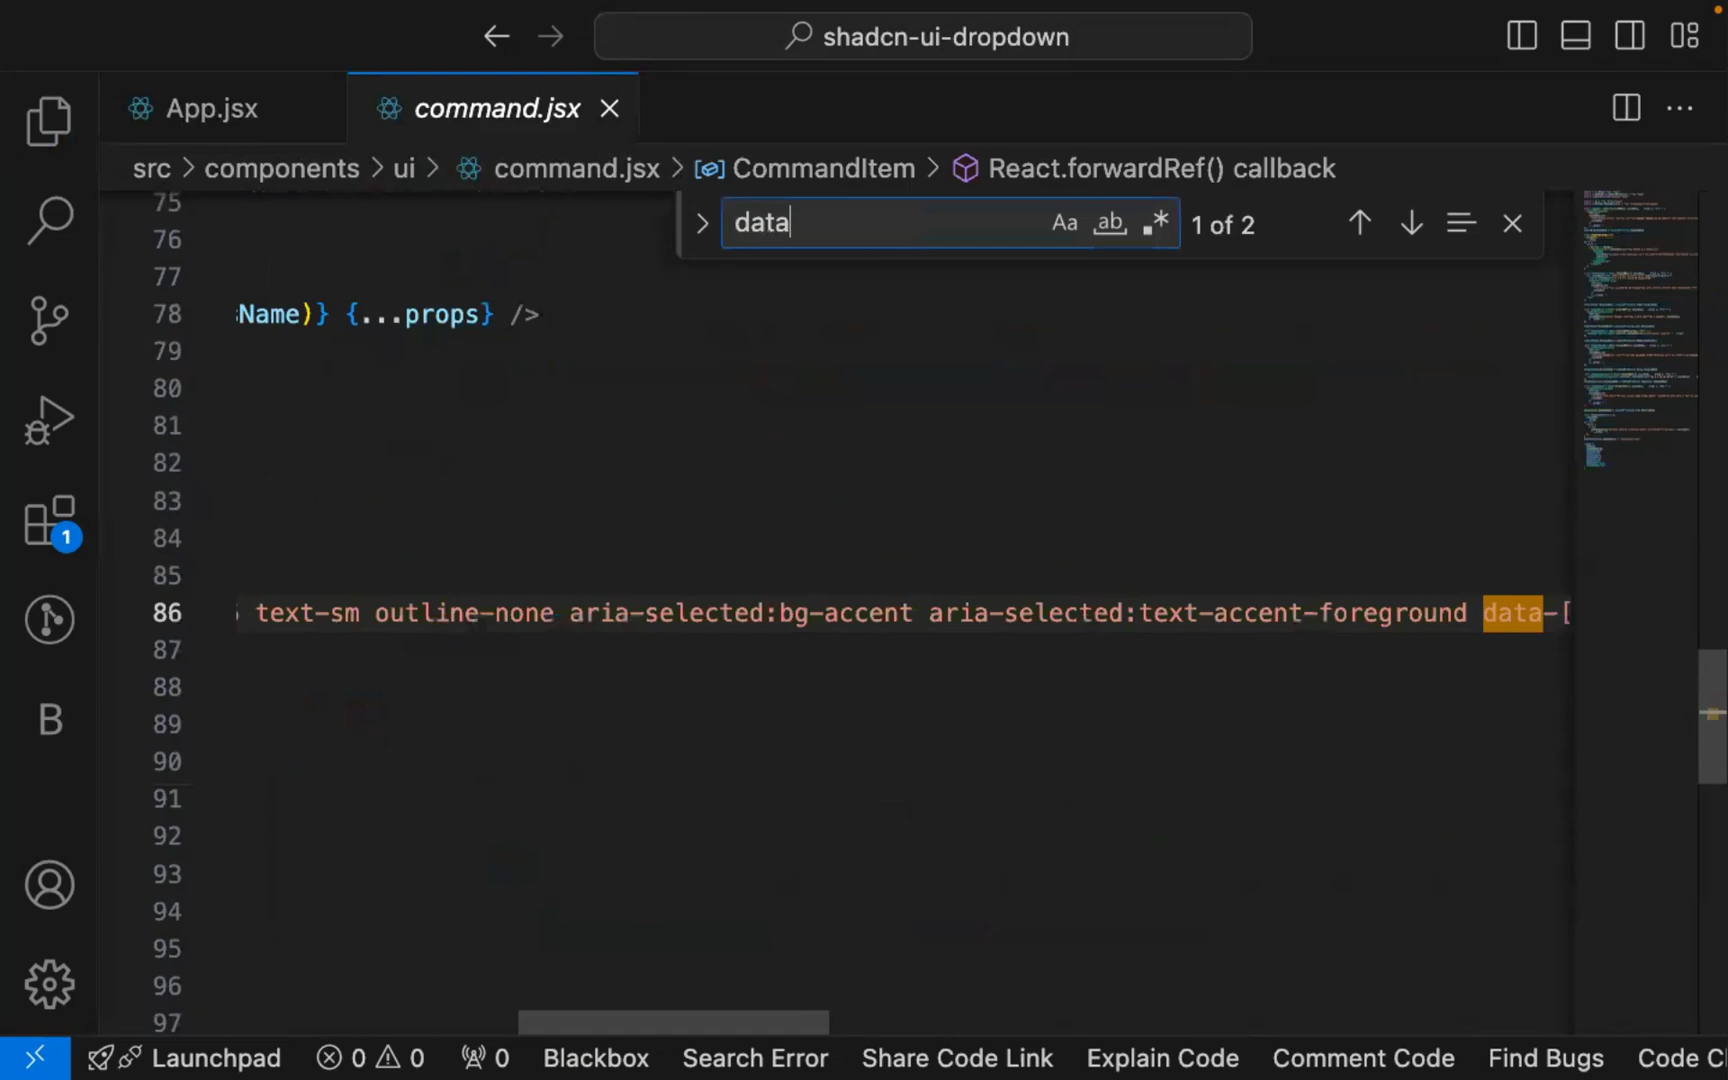 shadcn-ui-dropdown
App.jsx
command.jsx
src > components > ui > command.jsx > CommandItem > React.forwardRef() callback
data
Aa ab .* 1 of 2
75
76
77
78 Name)} {...props} />
79
80
81
82
83
84
85
86 text-sm outline-none aria-selected:bg-accent aria-selected:text-accent-foreground data-[
87
88
89
90
91
92
93
94
95
96
97
1
B
Launchpad 0 0 0 Blackbox Search Error Share Code Link Explain Code Comment Code Find Bugs Code C